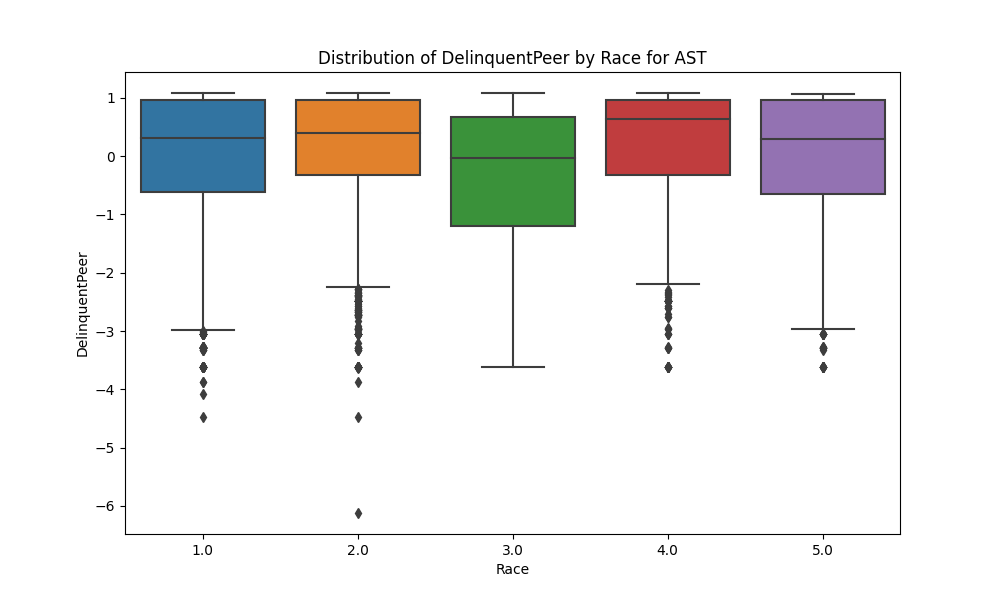 Distribution of DelinquentPeer by Race for AST
DelinquentPeer
1
0
−1
−2
−3
−4
−5
−6
1.0 2.0 3.0 4.0 5.0
Race